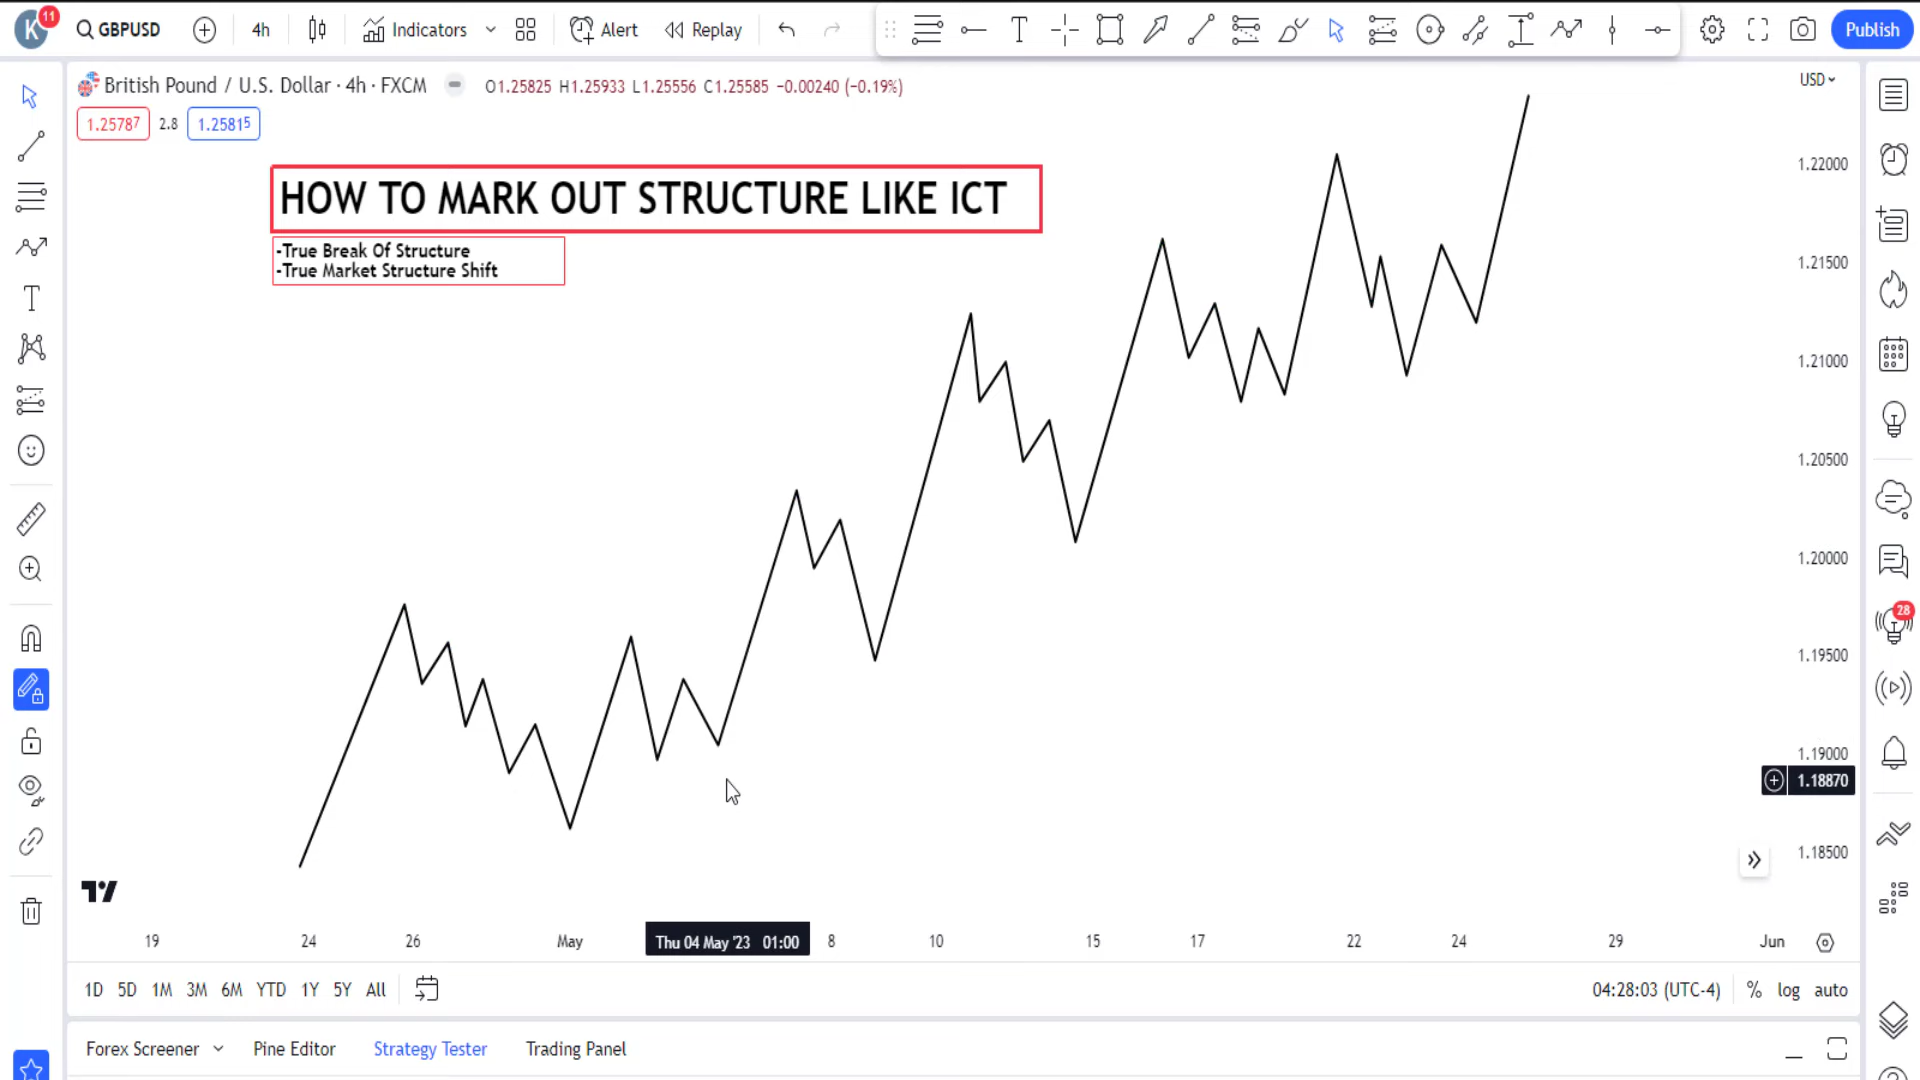 K
11
GBPUSD
4h
Indicators
Alert
Replay
Publish
British Pound / U.S. Dollar · 4h · FXCM
O1.25825 H1.25933 L1.25556 C1.25585 −0.00240 (−0.19%)
USD
1.25787
2.8
1.25815
HOW TO MARK OUT STRUCTURE LIKE ICT
-True Break Of Structure
-True Market Structure Shift
1.22000
1.21500
1.21000
1.20500
1.20000
1.19500
1.19000
1.18870
1.18500
28
19
24
26
May
Thu 04 May '23 01:00
8
10
15
17
22
24
29
Jun
1D 5D 1M 3M 6M YTD 1Y 5Y All
04:28:03 (UTC-4)
% log auto
Forex Screener
Pine Editor
Strategy Tester
Trading Panel